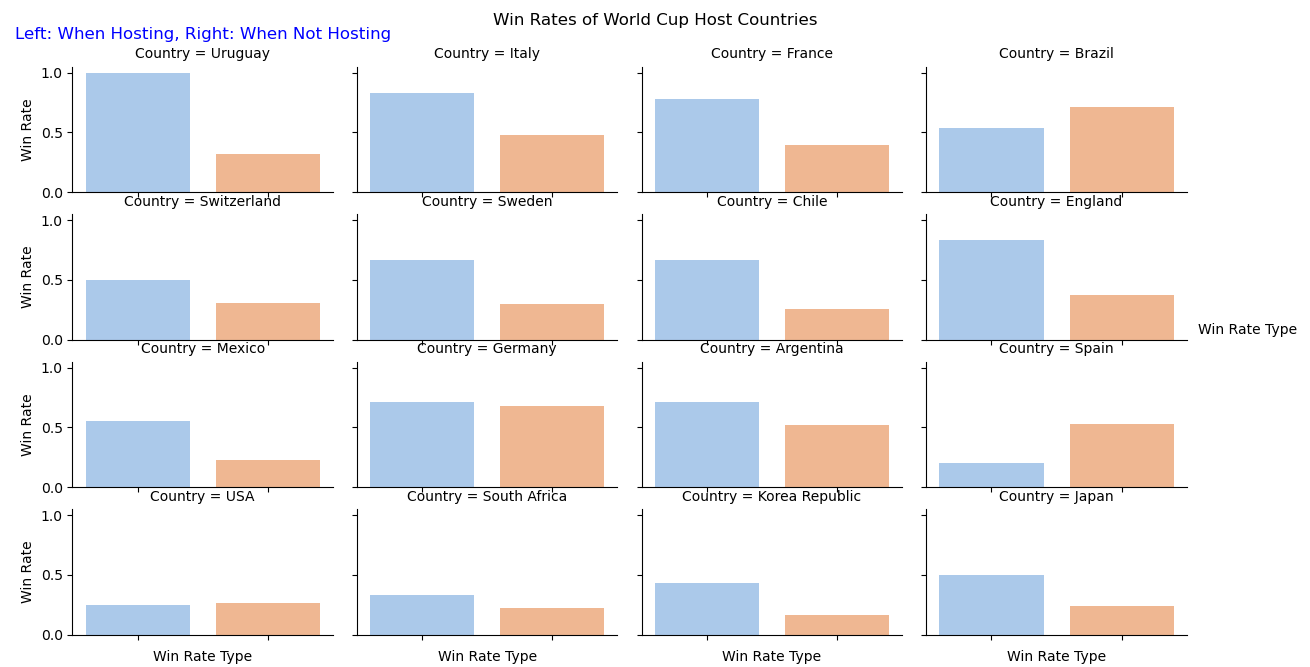 Win Rates of World Cup Host Countries
Left: When Hosting, Right: When Not Hosting
Country = Uruguay
Country = Italy
Country = France
Country = Brazil
1.0
0.5
0.0
Win Rate
Country = Switzerland
Country = Sweden
Country = Chile
Country = England
1.0
0.5
0.0
Win Rate
Win Rate Type
Country = Mexico
Country = Germany
Country = Argentina
Country = Spain
1.0
0.5
0.0
Win Rate
Country = USA
Country = South Africa
Country = Korea Republic
Country = Japan
1.0
0.5
0.0
Win Rate
Win Rate Type
Win Rate Type
Win Rate Type
Win Rate Type